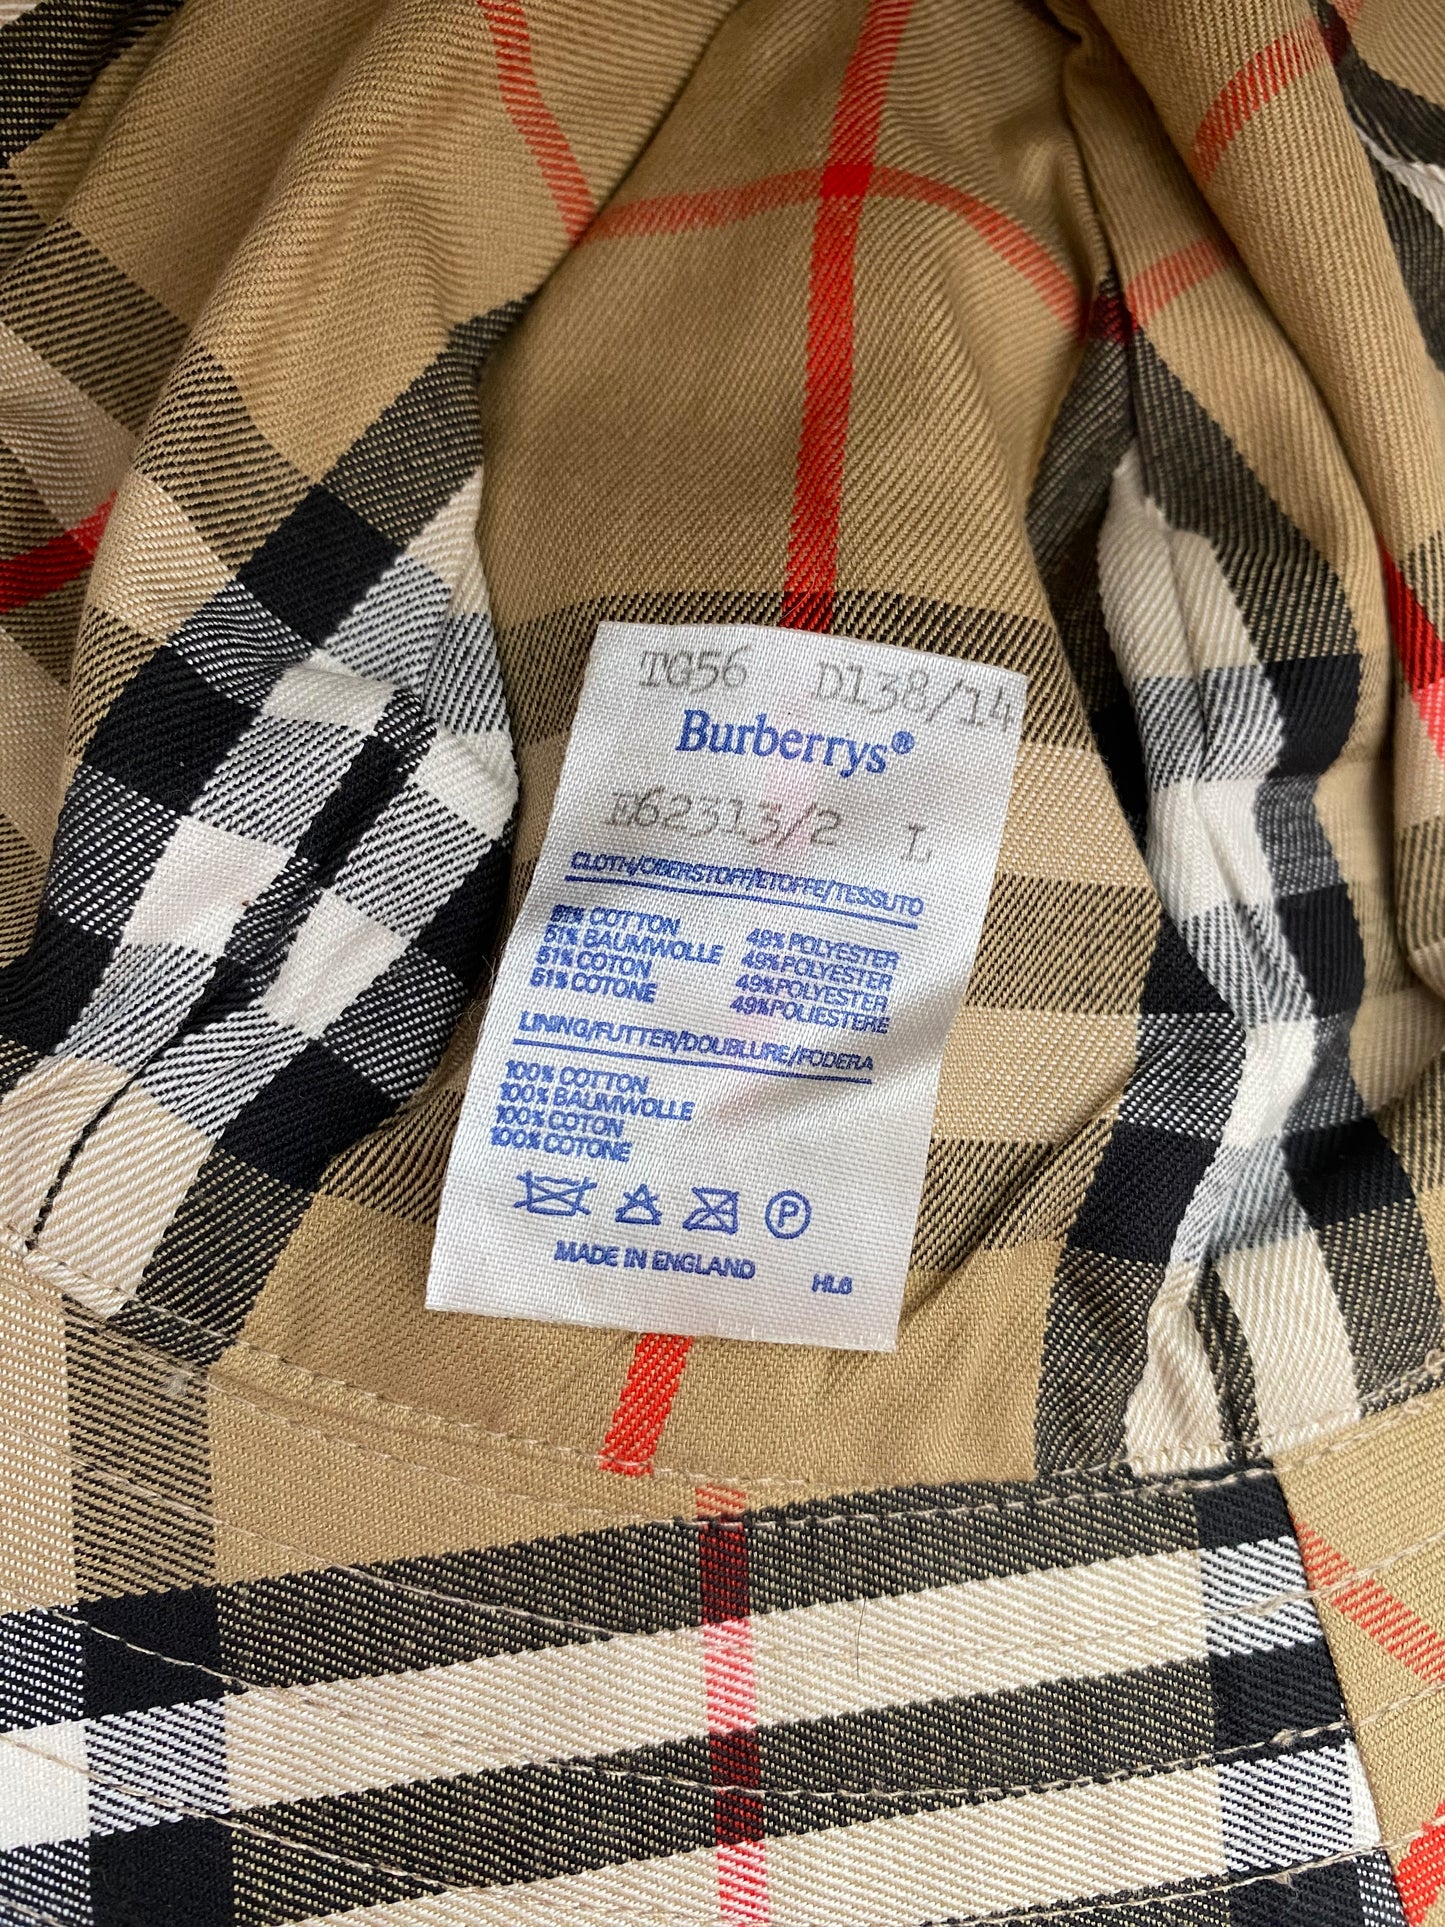 TG56 D138/14
Burberrys®
E62313/2 L
CLOTH/OBERSTOFF/ETOFFE/TESSUTO
51% COTTON 49% POLYESTER
51% BAUMWOLLE 49% POLYESTER
51% COTON 49% POLYESTER
51% COTONE 49% POLIESTERE
LINING/FUTTER/DOUBLURE/FODERA
100% COTTON
100% BAUMWOLLE
100% COTON
100% COTONE
P
MADE IN ENGLAND HL6